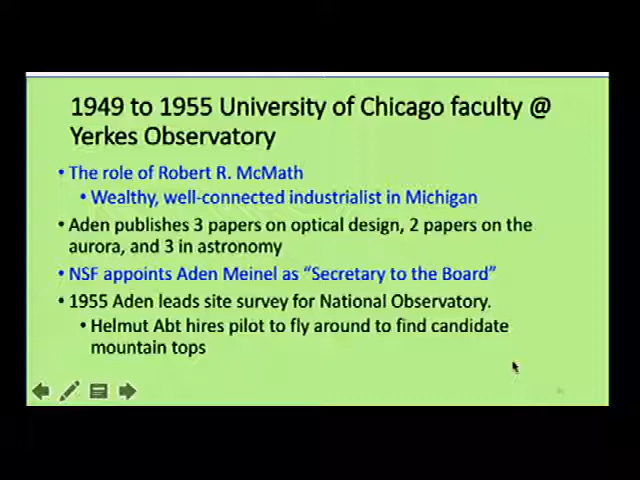 1949 to 1955 University of Chicago faculty @
Yerkes Observatory
• The role of Robert R. McMath
• Wealthy, well-connected industrialist in Michigan
• Aden publishes 3 papers on optical design, 2 papers on the
aurora, and 3 in astronomy
• NSF appoints Aden Meinel as “Secretary to the Board”
• 1955 Aden leads site survey for National Observatory.
• Helmut Abt hires pilot to fly around to find candidate
mountain tops